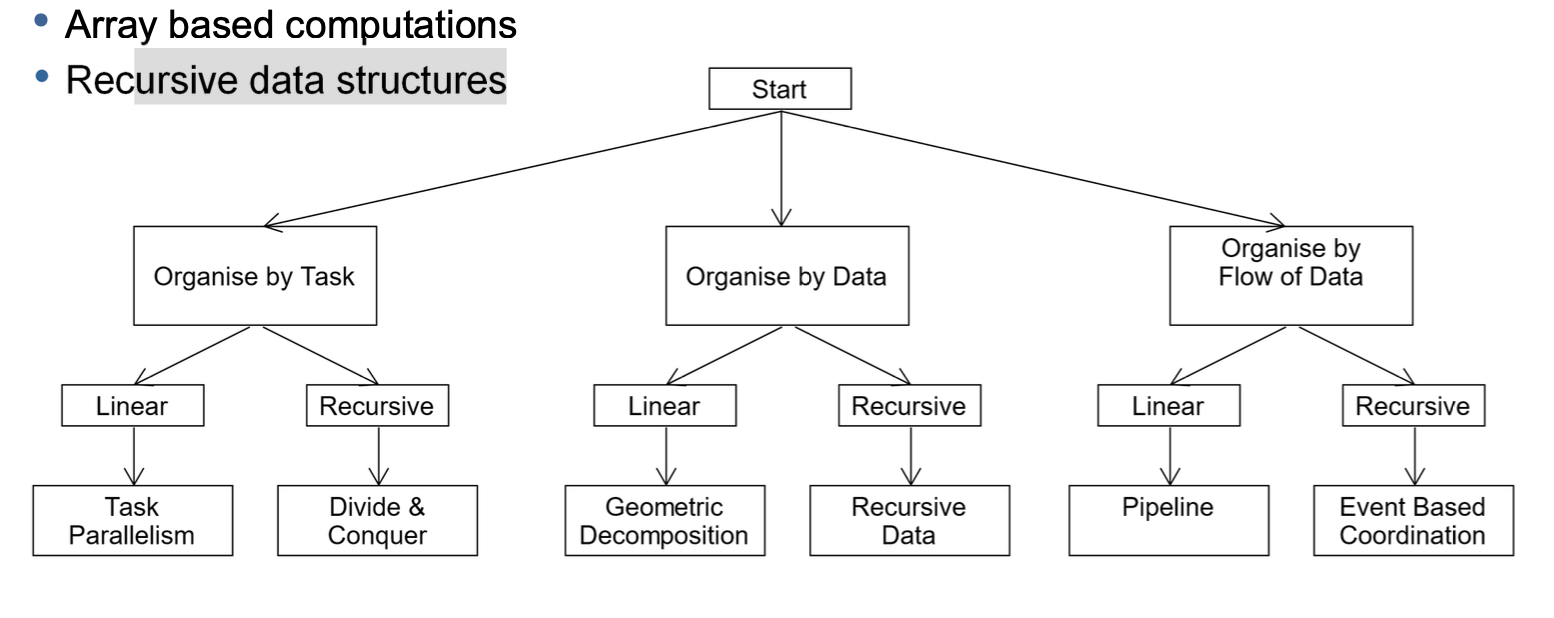 Array based computations
Recursive data structures
Start
Organise by Task
Organise by Data
Organise by
Flow of Data
Linear
Recursive
Linear
Recursive
Linear
Recursive
Task
Parallelism
Divide &
Conquer
Geometric
Decomposition
Recursive
Data
Pipeline
Event Based
Coordination